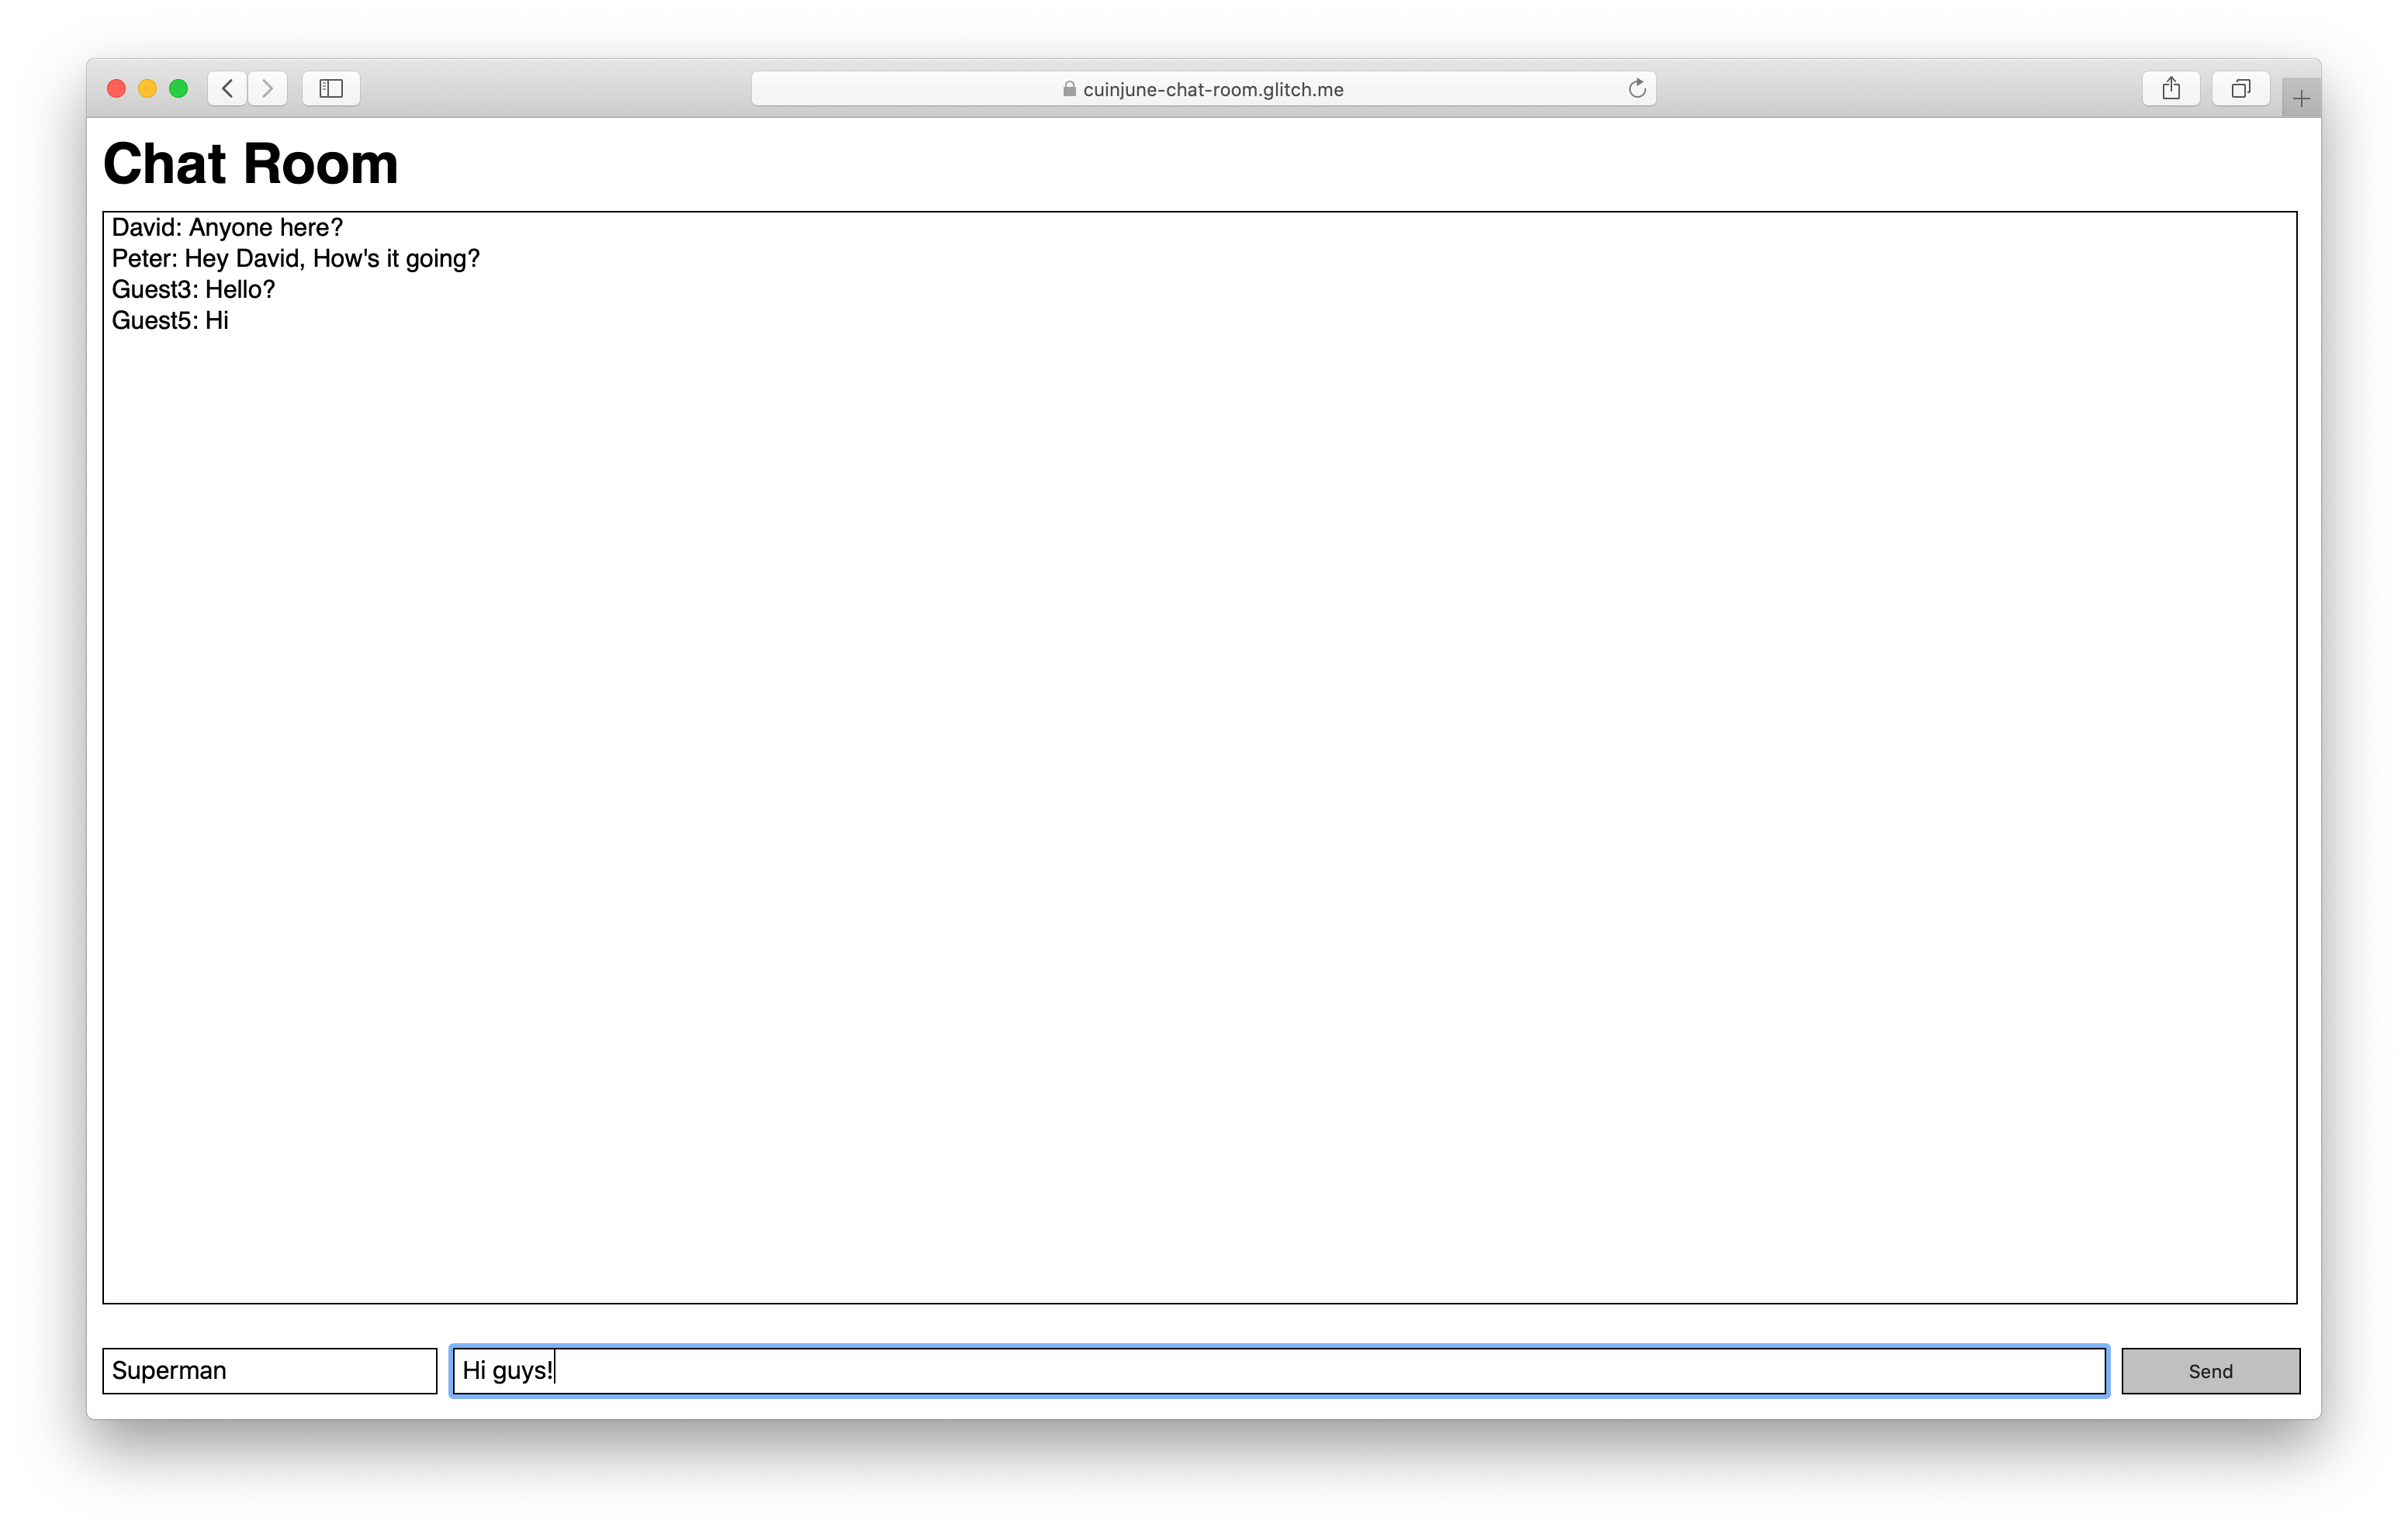 cuinjune-chat-room.glitch.me
Chat Room
David: Anyone here?
Peter: Hey David, How's it going?
Guest3: Hello?
Guest5: Hi
Superman
Hi guys!
Send